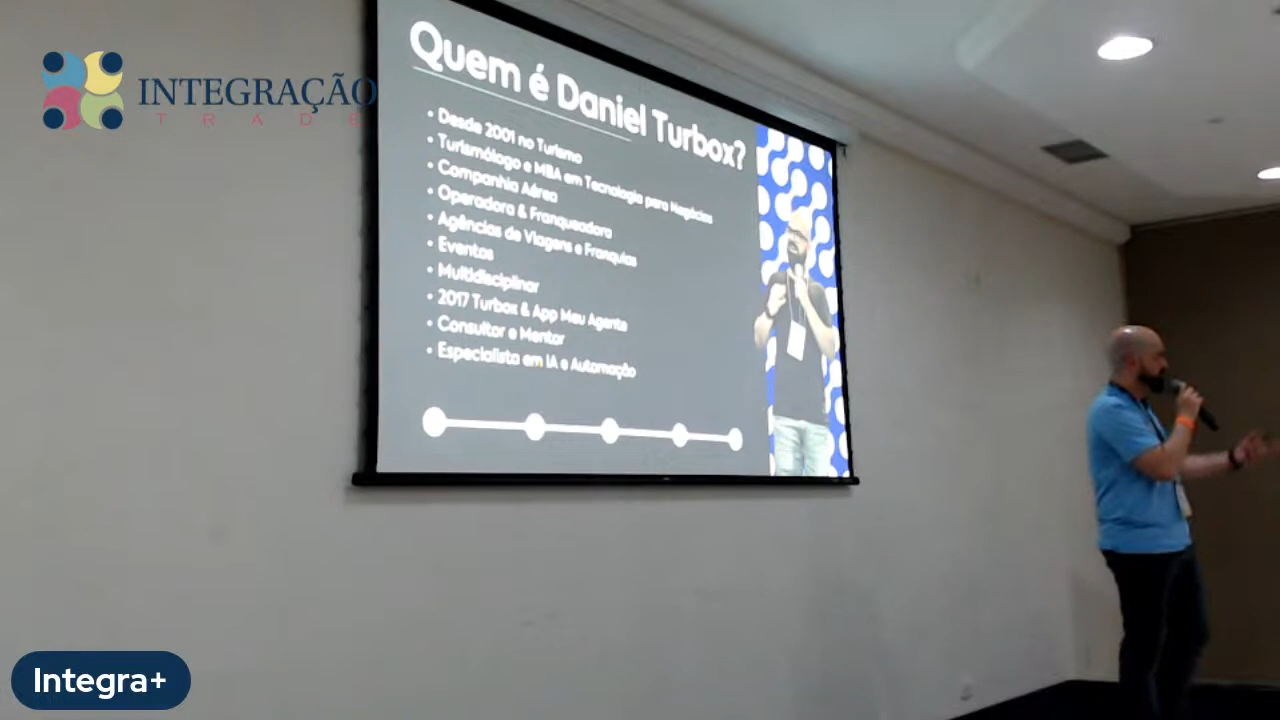 INTEGRAÇÃO
TRADE
Quem é Daniel Turbox?
• Desde 2001 no Turismo
• Turismólogo e MBA em Tecnologia para Negócios
• Companhia Aérea
• Operadora & Franqueadora
• Agências de Viagens e Franquias
• Eventos
• Multidisciplinar
• 2017 Turbox & App Meu Agente
• Consultor e Mentor
• Especialista em IA e Automação
Integra+